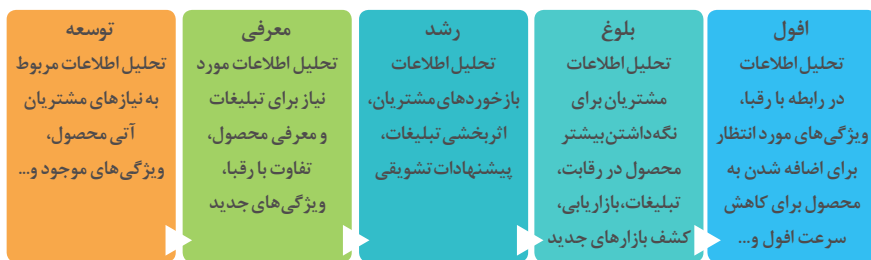 توسعه
تحلیل اطلاعات مربوط
به نیازهای مشتریان
آتی محصول،
ویژگی‌های موجود و...
معرفی
تحلیل اطلاعات مورد
نیاز برای تبلیغات
و معرفی محصول،
تفاوت با رقبا،
ویژگی‌های جدید
رشد
تحلیل اطلاعات
بازخوردهای مشتریان،
اثربخشی تبلیغات،
پیشنهادات تشویقی
بلوغ
تحلیل اطلاعات
مشتریان برای
نگه‌داشتن بیشتر
محصول در رقابت،
تبلیغات، بازاریابی،
کشف بازارهای جدید
افول
تحلیل اطلاعات
در رابطه با رقبا،
ویژگی‌های مورد انتظار
برای اضافه شدن به
محصول برای کاهش
سرعت افول و...